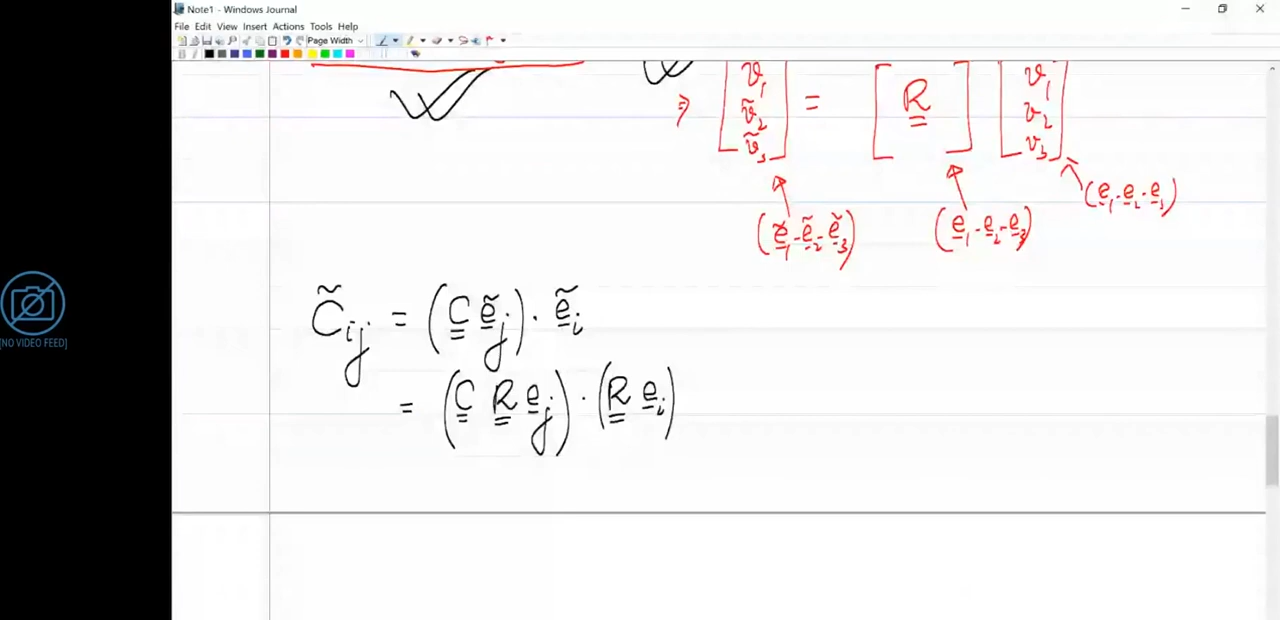 Note1 - Windows Journal
File Edit View Insert Actions Tools Help
Page Width
[ṽ₁ ṽ₂ ṽ₃] = [R] [v₁ v₂ v₃]
⇒
(ẽ₁-ẽ₂-ẽ₃) (e₁-e₂-e₃) (e₁-e₂-e₃)
C̃ij = (C ẽj) · ẽi
= (C R ej) · (R ei)
[NO VIDEO FEED]